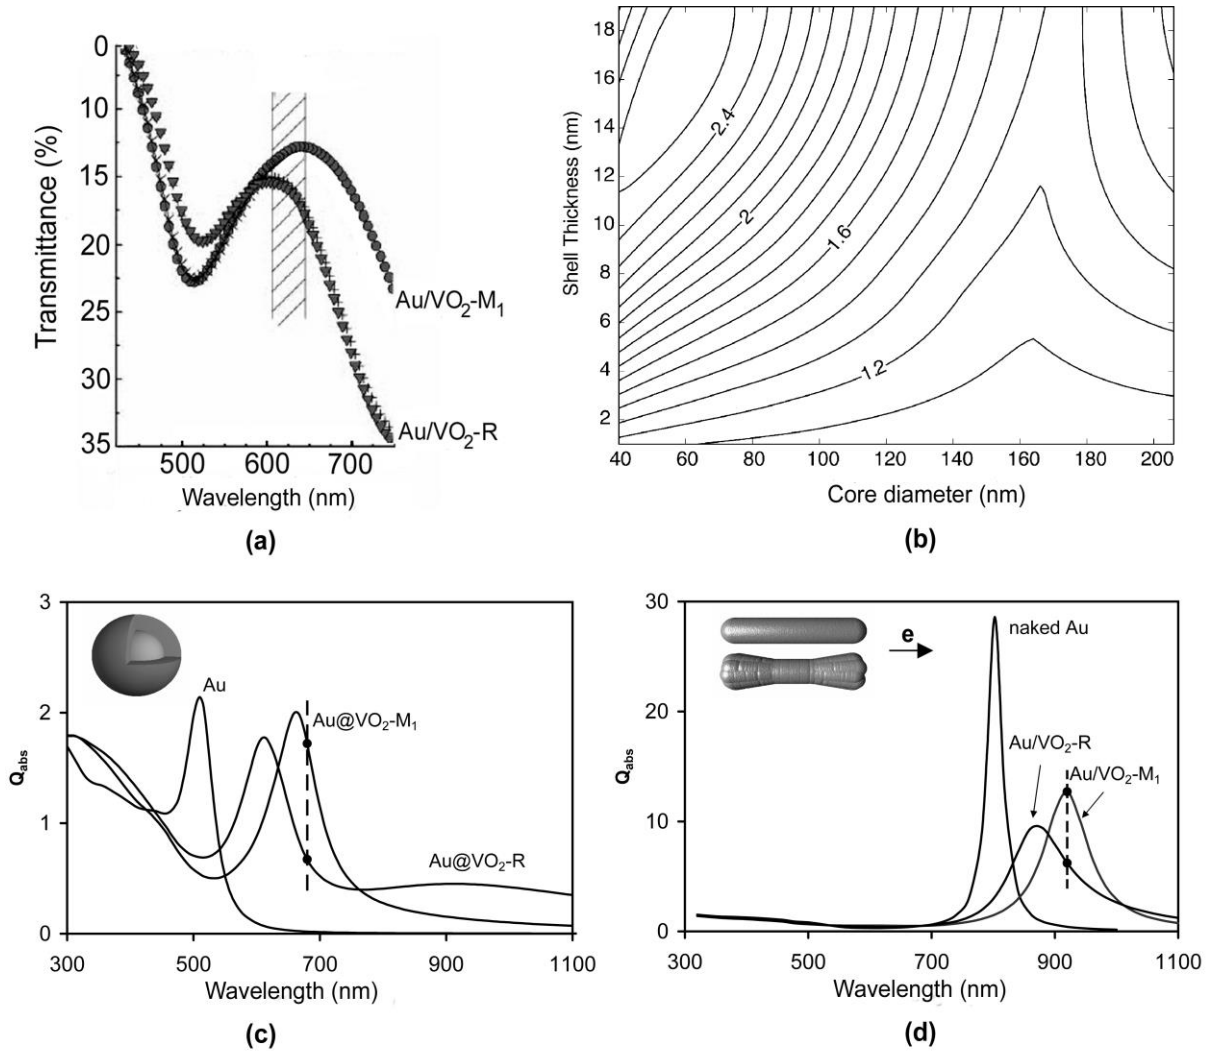 0
10
15
20
25
30
35
Transmittance (%)
500
600
700
Wavelength (nm)
Au/VO2-M1
Au/VO2-R
(a)
18
16
14
12
10
8
6
4
2
Shell Thickness (nm)
2.4
2
1.6
1.2
40
60
80
100
120
140
160
180
200
Core diameter (nm)
(b)
3
2
1
0
Qabs
Au
Au@VO2-M1
Au@VO2-R
300
500
700
900
1100
Wavelength (nm)
(c)
30
20
10
0
Qabs
e
naked Au
Au/VO2-R
Au/VO2-M1
300
500
700
900
1100
Wavelength (nm)
(d)